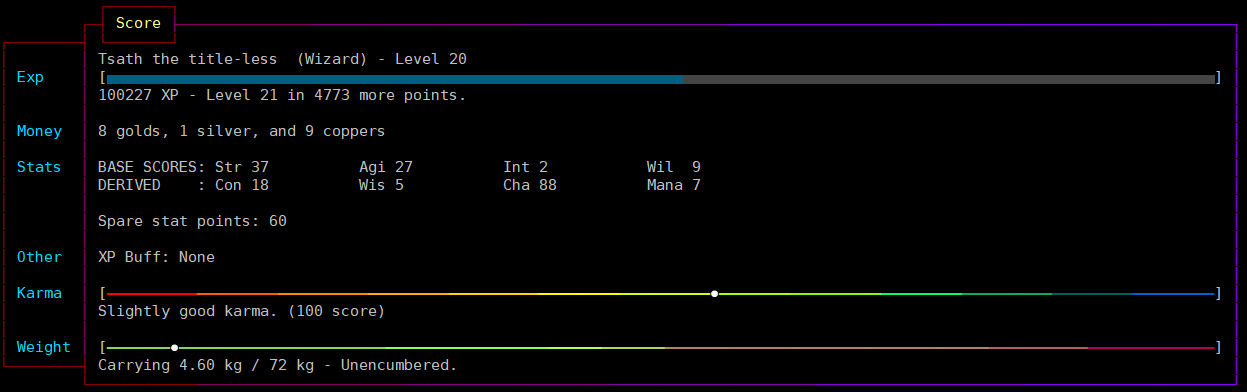 Score
Tsath the title-less  (Wizard) - Level 20
Exp [ ]
100227 XP - Level 21 in 4773 more points.
Money 8 golds, 1 silver, and 9 coppers
Stats BASE SCORES: Str 37 Agi 27 Int 2 Wil  9
DERIVED    : Con 18 Wis 5 Cha 88 Mana 7
Spare stat points: 60
Other XP Buff: None
Karma [ ]
Slightly good karma. (100 score)
Weight [ ]
Carrying 4.60 kg / 72 kg - Unencumbered.